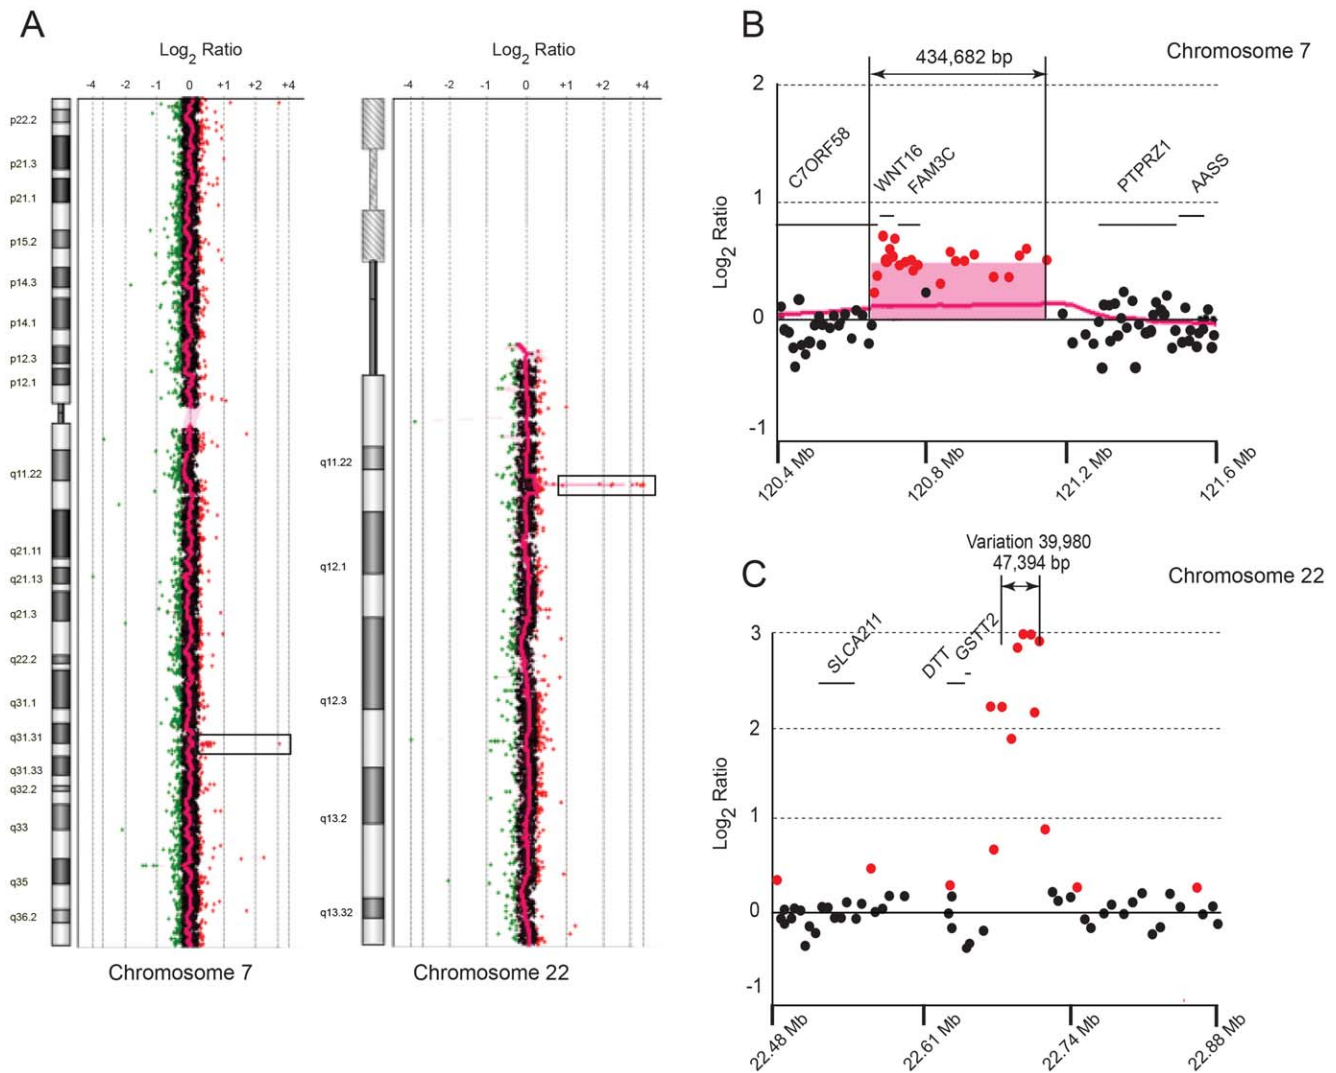 A
Log2 Ratio
-4 -2 -1 0 +1 +2 +4
p22.2
p21.3
p21.1
p15.2
p14.3
p14.1
p12.3
p12.1
q11.22
q21.11
q21.13
q21.3
q22.2
q31.1
q31.31
q31.33
q32.2
q33
q35
q36.2
Chromosome 7
Log2 Ratio
-4 -2 -1 0 +1 +2 +4
q11.22
q12.1
q12.3
q13.2
q13.32
Chromosome 22
B
Chromosome 7
434,682 bp
C7ORF58
WNT16
FAM3C
PTPRZ1
AASS
Log2 Ratio
2
1
0
-1
120.4 Mb
120.8 Mb
121.2 Mb
121.6 Mb
C
Chromosome 22
Variation 39,980
47,394 bp
SLCA211
DTT
GSTT2
Log2 Ratio
3
2
1
0
-1
22.48 Mb
22.61 Mb
22.74 Mb
22.88 Mb